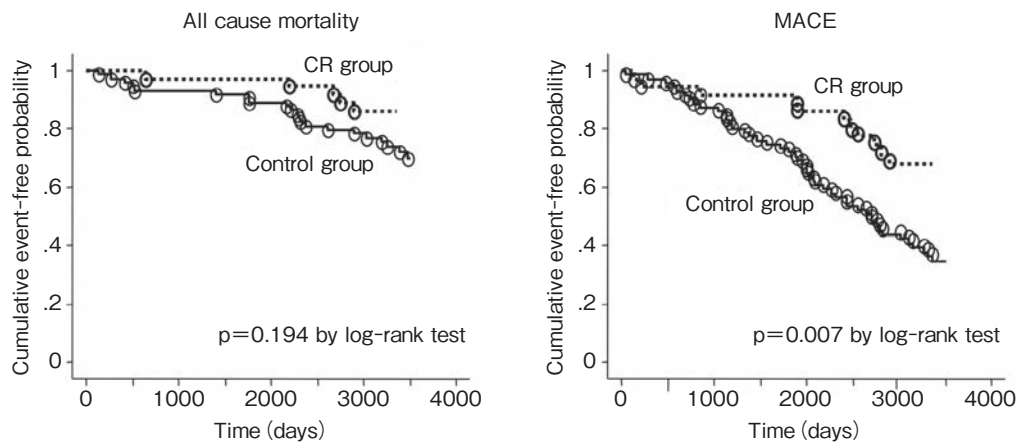 All cause mortality
Cumulative event-free probability
1
.8
.6
.4
.2
0
CR group
Control group
p=0.194 by log-rank test
0 1000 2000 3000 4000
Time (days)
MACE
Cumulative event-free probability
1
.8
.6
.4
.2
0
CR group
Control group
p=0.007 by log-rank test
0 1000 2000 3000 4000
Time (days)